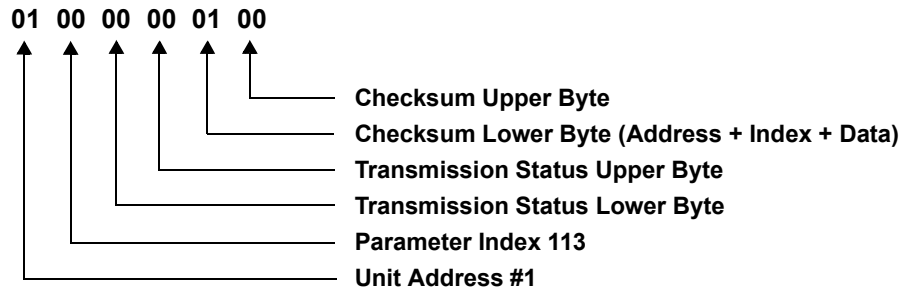 01 00 00 00 01 00
Checksum Upper Byte
Checksum Lower Byte (Address + Index + Data)
Transmission Status Upper Byte
Transmission Status Lower Byte
Parameter Index 113
Unit Address #1